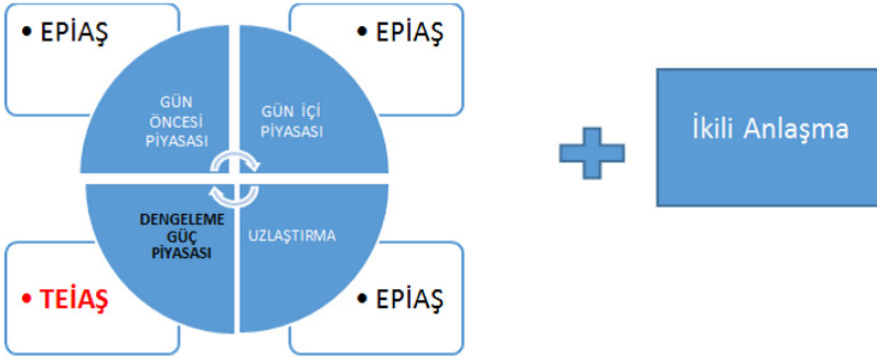 • EPİAŞ
• EPİAŞ
GÜN
ÖNCESİ
PİYASASI
GÜN İÇİ
PİYASASI
İkili Anlaşma
DENGELEME
GÜÇ
PİYASASI
UZLAŞTIRMA
• TEİAŞ
• EPİAŞ